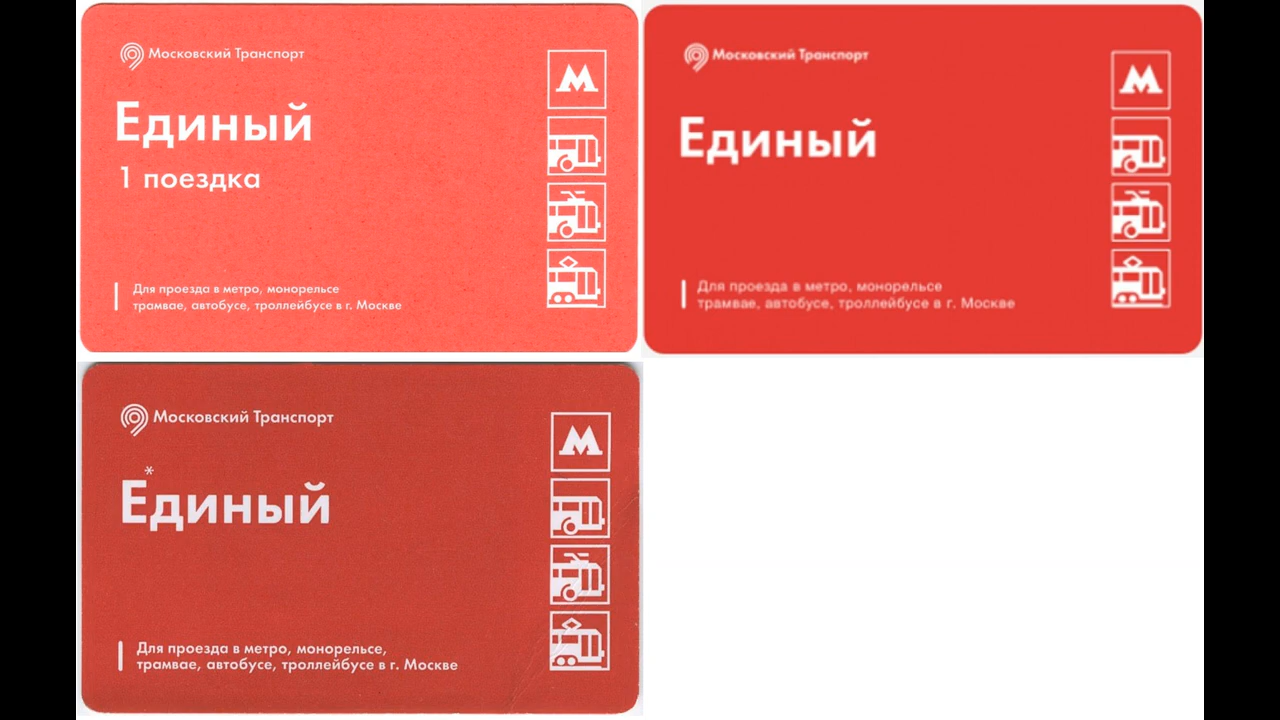 Московский Транспорт
Единый
1 поездка
Для проезда в метро, монорельсе
трамвае, автобусе, троллейбусе в г. Москве
М
Московский Транспорт
Единый
Для проезда в метро, монорельсе
трамвае, автобусе, троллейбусе в г. Москве
М
Московский Транспорт
*
Единый
Для проезда в метро, монорельсе,
трамвае, автобусе, троллейбусе в г. Москве
М